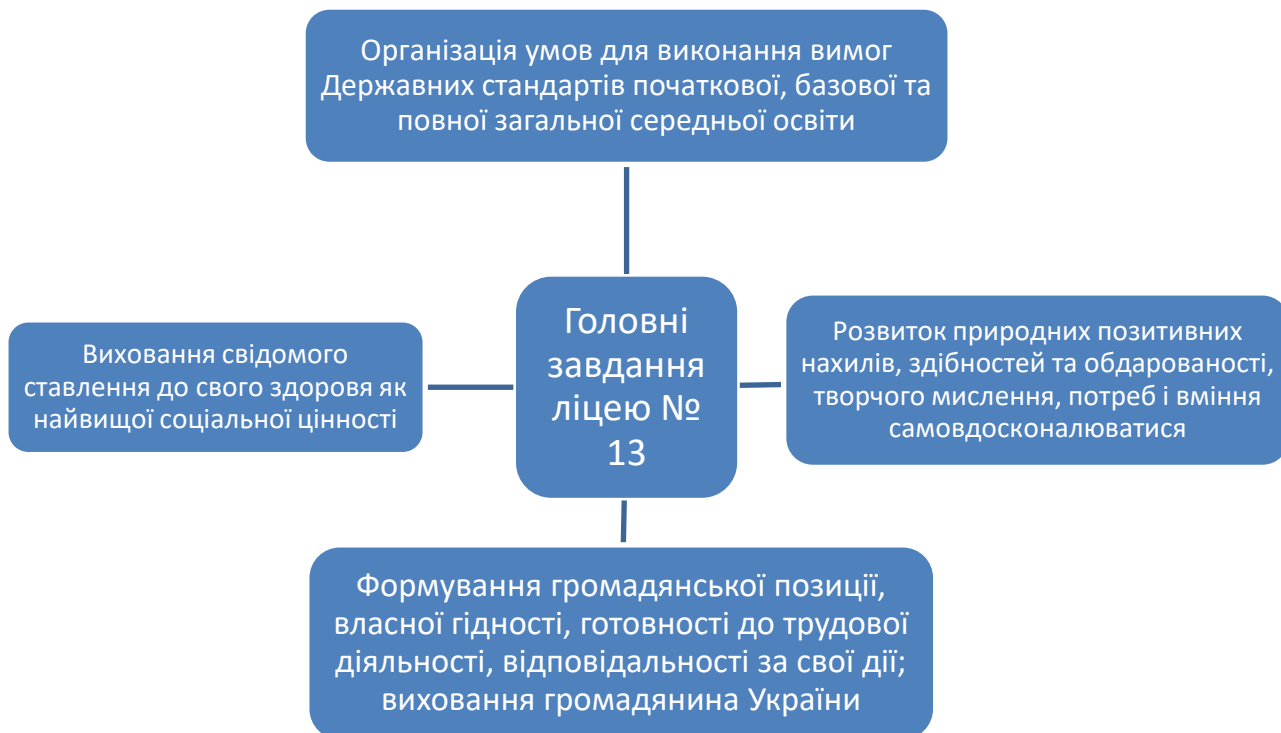 Організація умов для виконання вимог
Державних стандартів початкової, базової та
повної загальної середньої освіти
Виховання свідомого
ставлення до свого здоровя як
найвищої соціальної цінності
Головні
завдання
ліцею №
13
Розвиток природних позитивних
нахилів, здібностей та обдарованості,
творчого мислення, потреб і вміння
самовдосконалюватися
Формування громадянської позиції,
власної гідності, готовності до трудової
діяльності, відповідальності за свої дії;
виховання громадянина України